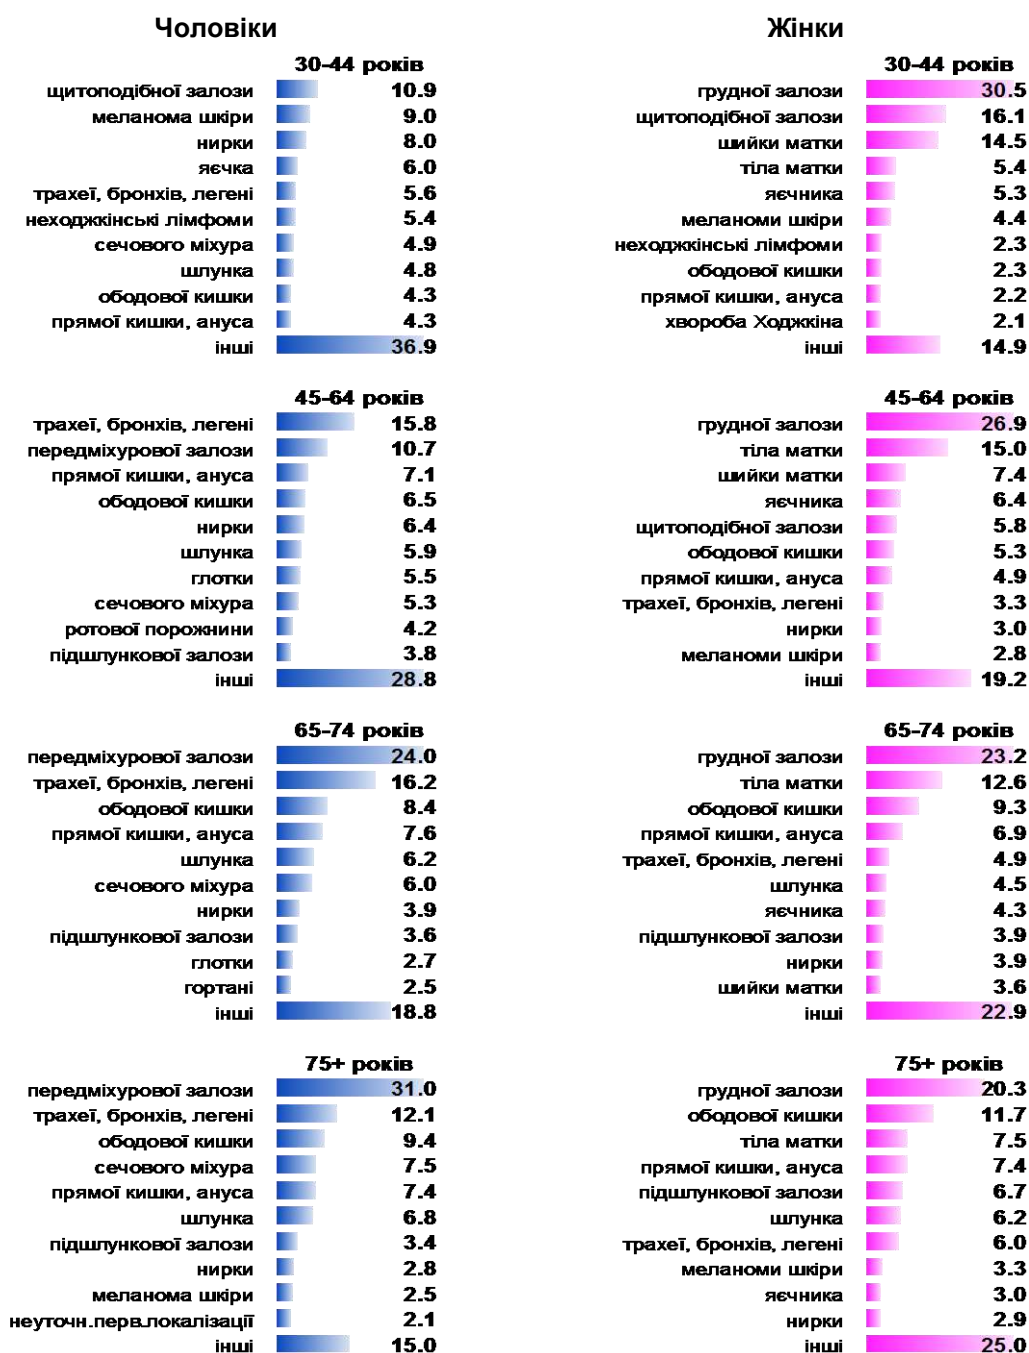 Чоловіки
30-44 років
щитоподібної залози 10.9
меланома шкіри 9.0
нирки 8.0
яєчка 6.0
трахеї, бронхів, легені 5.6
неходжкінські лімфоми 5.4
сечового міхура 4.9
шлунка 4.8
ободової кишки 4.3
прямої кишки, ануса 4.3
інші 36.9
45-64 років
трахеї, бронхів, легені 15.8
передміхурової залози 10.7
прямої кишки, ануса 7.1
ободової кишки 6.5
нирки 6.4
шлунка 5.9
глотки 5.5
сечового міхура 5.3
ротової порожнини 4.2
підшлункової залози 3.8
інші 28.8
65-74 років
передміхурової залози 24.0
трахеї, бронхів, легені 16.2
ободової кишки 8.4
прямої кишки, ануса 7.6
шлунка 6.2
сечового міхура 6.0
нирки 3.9
підшлункової залози 3.6
глотки 2.7
гортані 2.5
інші 18.8
75+ років
передміхурової залози 31.0
трахеї, бронхів, легені 12.1
ободової кишки 9.4
сечового міхура 7.5
прямої кишки, ануса 7.4
шлунка 6.8
підшлункової залози 3.4
нирки 2.8
меланома шкіри 2.5
неуточн.перв.локалізації 2.1
інші 15.0
Жінки
30-44 років
грудної залози 30.5
щитоподібної залози 16.1
шийки матки 14.5
тіла матки 5.4
яєчника 5.3
меланоми шкіри 4.4
неходжкінські лімфоми 2.3
ободової кишки 2.3
прямої кишки, ануса 2.2
хвороба Ходжкіна 2.1
інші 14.9
45-64 років
грудної залози 26.9
тіла матки 15.0
шийки матки 7.4
яєчника 6.4
щитоподібної залози 5.8
ободової кишки 5.3
прямої кишки, ануса 4.9
трахеї, бронхів, легені 3.3
нирки 3.0
меланоми шкіри 2.8
інші 19.2
65-74 років
грудної залози 23.2
тіла матки 12.6
ободової кишки 9.3
прямої кишки, ануса 6.9
трахеї, бронхів, легені 4.9
шлунка 4.5
яєчника 4.3
підшлункової залози 3.9
нирки 3.9
шийки матки 3.6
інші 22.9
75+ років
грудної залози 20.3
ободової кишки 11.7
тіла матки 7.5
прямої кишки, ануса 7.4
підшлункової залози 6.7
шлунка 6.2
трахеї, бронхів, легені 6.0
меланоми шкіри 3.3
яєчника 3.0
нирки 2.9
інші 25.0